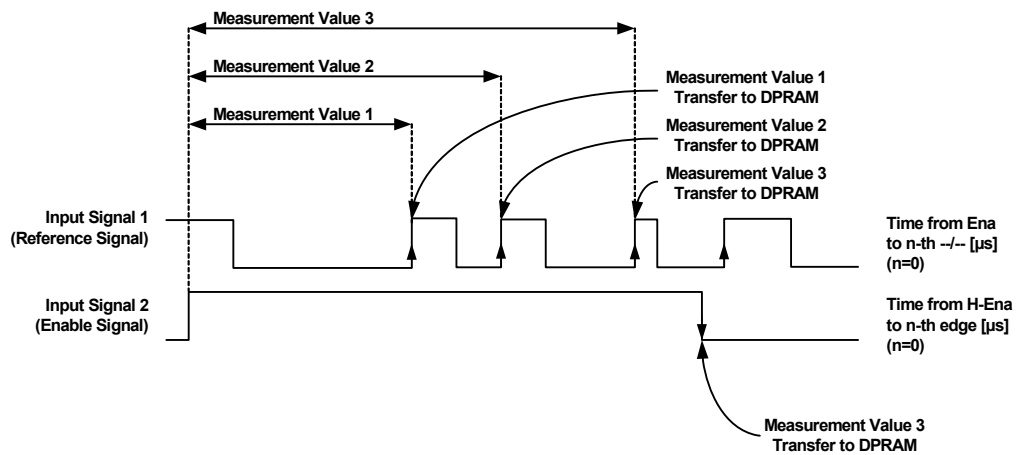 Measurement Value 3
Measurement Value 2
Measurement Value 1
Measurement Value 1
Transfer to DPRAM
Measurement Value 2
Transfer to DPRAM
Measurement Value 3
Transfer to DPRAM
Input Signal 1
(Reference Signal)
Time from Ena
to n-th --/-- [µs]
(n=0)
Input Signal 2
(Enable Signal)
Time from H-Ena
to n-th edge [µs]
(n=0)
Measurement Value 3
Transfer to DPRAM